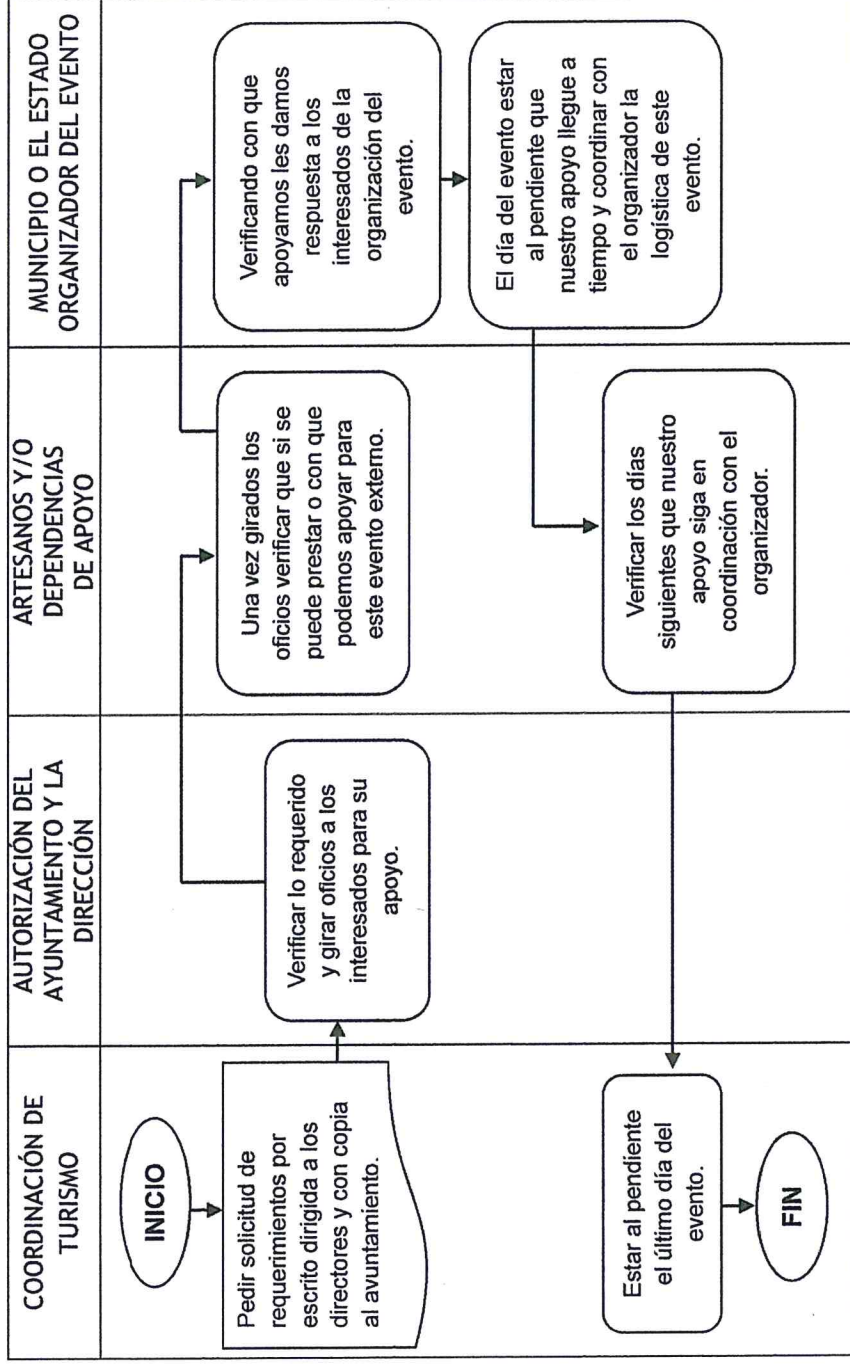 COORDINACIÓN DE
TURISMO
AUTORIZACIÓN DEL
AYUNTAMIENTO Y LA
DIRECCIÓN
ARTESANOS Y/O
DEPENDENCIAS
DE APOYO
MUNICIPIO O EL ESTADO
ORGANIZADOR DEL EVENTO
INICIO
Pedir solicitud de
requerimientos por
escrito dirigida a los
directores y con copia
al avuntamiento.
Verificar lo requerido
y girar oficios a los
interesados para su
apoyo.
Una vez girados los
oficios verificar que si se
puede prestar o con que
podemos apoyar para
este evento externo.
Verificando con que
apoyamos les damos
respuesta a los
interesados de la
organización del
evento.
El día del evento estar
al pendiente que
nuestro apoyo llegue a
tiempo y coordinar con
el organizador la
logística de este
evento.
Verificar los días
siguientes que nuestro
apoyo siga en
coordinación con el
organizador.
Estar al pendiente
el último día del
evento.
FIN